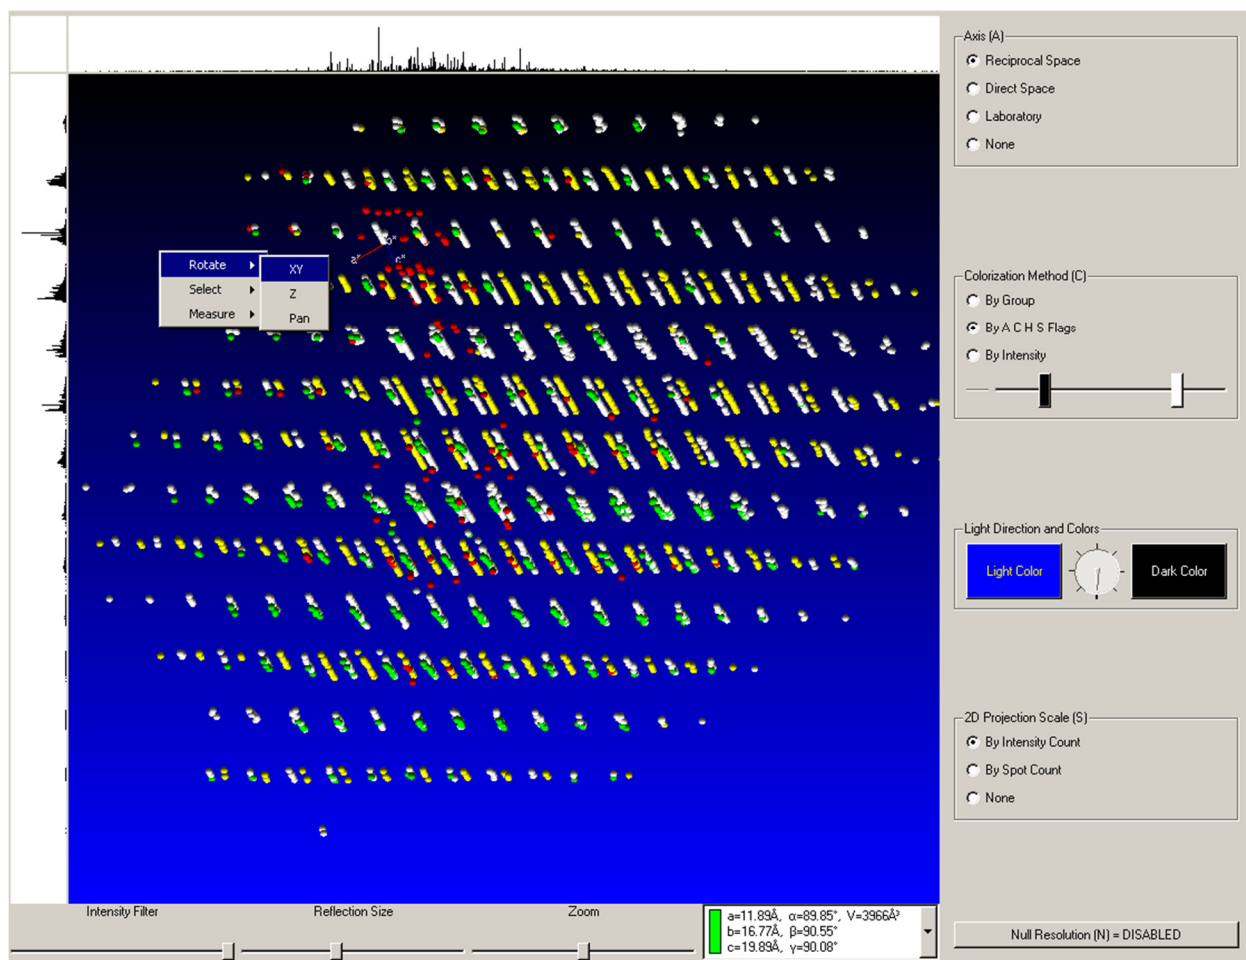 Axis (A)
Reciprocal Space
Direct Space
Laboratory
None
b*
a*
c*
Rotate
Select
Measure
XY
Z
Pan
Colorization Method (C)
By Group
By A C H S Flags
By Intensity
Light Direction and Colors
Light Color
Dark Color
2D Projection Scale (S)
By Intensity Count
By Spot Count
None
Intensity Filter
Reflection Size
Zoom
a=11.89Å, α=89.85°, V=3966Å³
b=16.77Å, β=90.55°
c=19.89Å, γ=90.08°
Null Resolution (N) = DISABLED